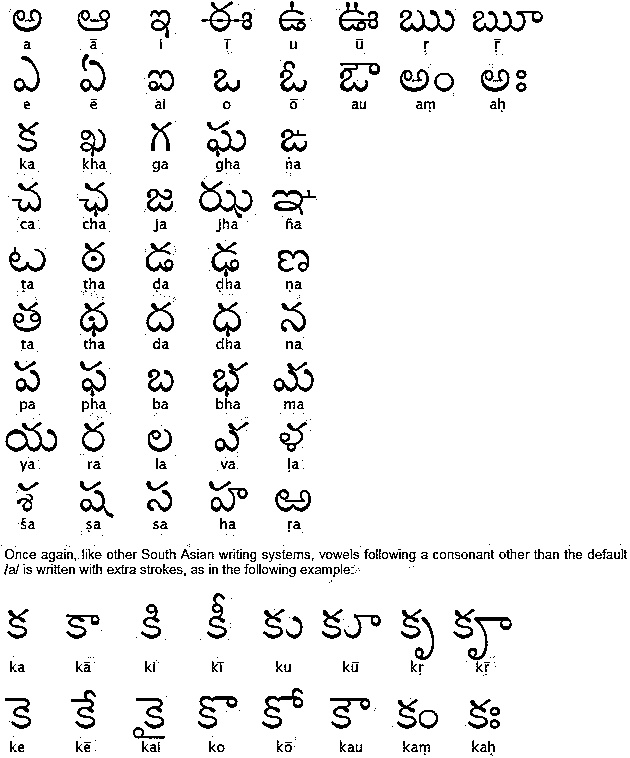 అ ఆ ఇ ఈ ఉ ఊ ఋ ౠ
a ā i ī u ū ṛ ṝ
ఎ ఏ ఐ ఒ ఓ ఔ అం అః
e ē ai o ō au aṃ aḥ
క ఖ గ ఘ ఙ
ka kha ga gha ṅa
చ ఛ జ ఝ ఞ
ca cha ja jha ña
ట ఠ డ ఢ ణ
ṭa ṭha ḍa ḍha ṇa
త థ ద ధ న
ta tha da dha na
ప ఫ బ భ మ
pa pha ba bha ma
య ర ల వ ళ
ya ra la va ḷa
శ ష స హ ఱ
śa ṣa sa ha ṛa
Once again, like other South Asian writing systems, vowels following a consonant other than the default
/a/ is written with extra strokes, as in the following example:
క కా కి కీ కు కూ కృ కౄ
ka kā ki kī ku kū kṛ kṝ
కె కే కై కొ కో కౌ కం కః
ke kē kai ko kō kau kaṃ kaḥ